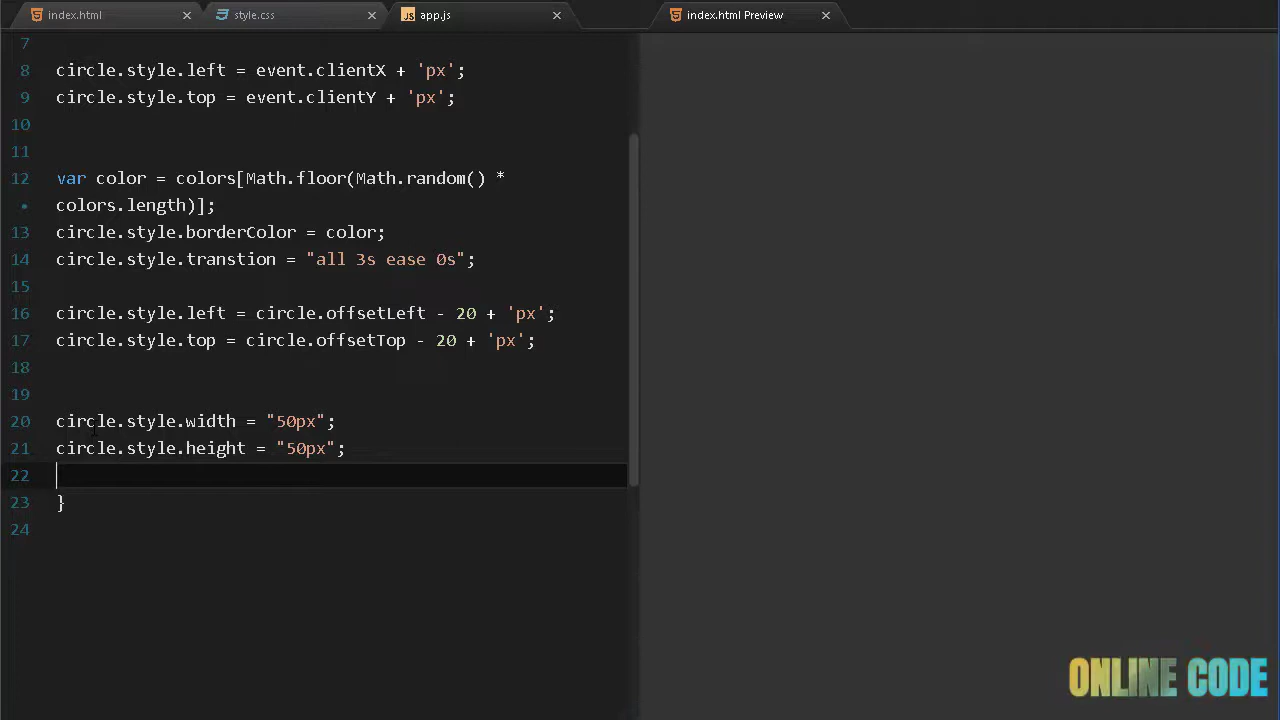 index.html
style.css
app.js
index.html Preview
7
8 circle.style.left = event.clientX + 'px';
9 circle.style.top = event.clientY + 'px';
10
11
12 var color = colors[Math.floor(Math.random() *
colors.length)];
13 circle.style.borderColor = color;
14 circle.style.transtion = "all 3s ease 0s";
15
16 circle.style.left = circle.offsetLeft - 20 + 'px';
17 circle.style.top = circle.offsetTop - 20 + 'px';
18
19
20 circle.style.width = "50px";
21 circle.style.height = "50px";
22
23 }
24
ONLINE CODE